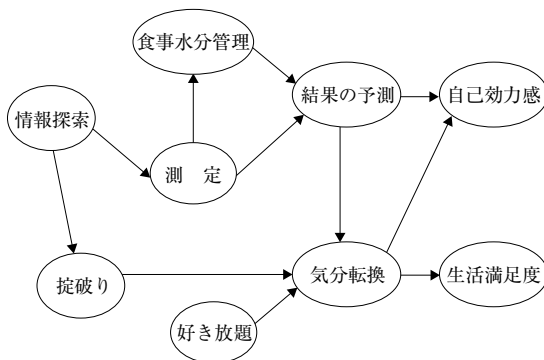 食事水分管理
結果の予測
自己効力感
情報探索
測　定
掟破り
気分転換
生活満足度
好き放題